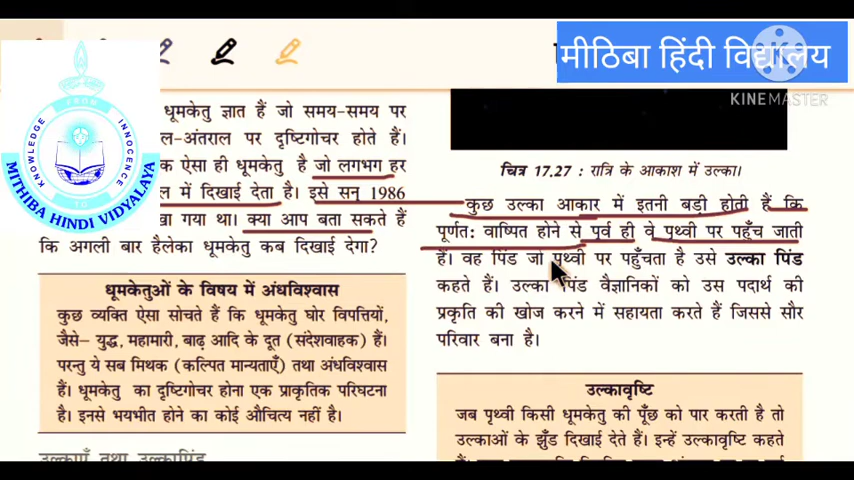 मीठिबा हिंदी विद्यालय
KINEMASTER
FROM
KNOWLEDGE
INNOCENCE
MITHIBA HINDI VIDYALAYA
धूमकेतु ज्ञात हैं जो समय-समय पर
ल-अंतराल पर दृष्टिगोचर होते हैं।
क ऐसा ही धूमकेतु है जो लगभग हर
ल में दिखाई देता है। इसे सन् 1986
खा गया था। क्या आप बता सकते हैं
कि अगली बार हैलेका धूमकेतु कब दिखाई देगा?
धूमकेतुओं के विषय में अंधविश्वास
कुछ व्यक्ति ऐसा सोचते हैं कि धूमकेतु घोर विपत्तियों,
जैसे– युद्ध, महामारी, बाढ़ आदि के दूत (संदेशवाहक) हैं।
परन्तु ये सब मिथक (कल्पित मान्यताएँ) तथा अंधविश्वास
हैं। धूमकेतु का दृष्टिगोचर होना एक प्राकृतिक परिघटना
है। इनसे भयभीत होने का कोई औचित्य नहीं है।
उल्काएँ तथा उल्कापिंड
चित्र 17.27 : रात्रि के आकाश में उल्का।
कुछ उल्का आकार में इतनी बड़ी होती हैं कि
पूर्णत: वाष्पित होने से पूर्व ही वे पृथ्वी पर पहुँच जाती
हैं। वह पिंड जो पृथ्वी पर पहुँचता है उसे उल्का पिंड
कहते हैं। उल्का पिंड वैज्ञानिकों को उस पदार्थ की
प्रकृति की खोज करने में सहायता करते हैं जिससे सौर
परिवार बना है।
उल्कावृष्टि
जब पृथ्वी किसी धूमकेतु की पूँछ को पार करती है तो
उल्काओं के झुँड दिखाई देते हैं। इन्हें उल्कावृष्टि कहते